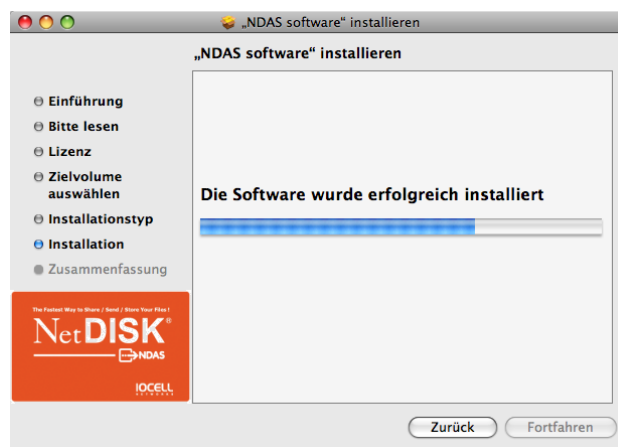 „NDAS software“ installieren
„NDAS software“ installieren
Einführung
Bitte lesen
Lizenz
Zielvolume
auswählen
Installationstyp
Installation
Zusammenfassung
Die Software wurde erfolgreich installiert
The Fastest Way to Share / Send / Store Your Files !
NetDISK®
NDAS
IOCELL
NETWORKS
Zurück
Fortfahren